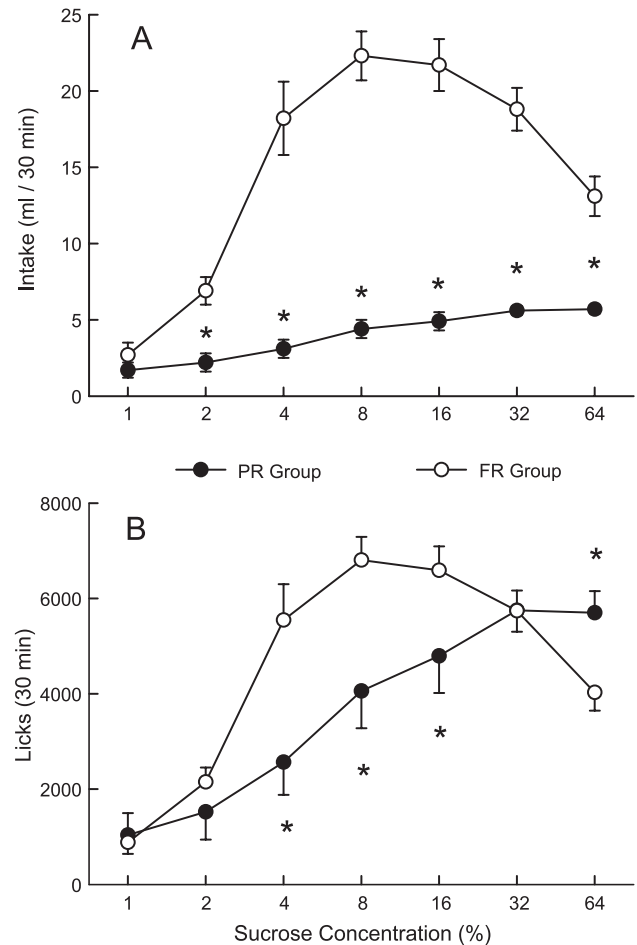 A
Intake (ml / 30 min)
25
20
15
10
5
0
* * * * * *
1 2 4 8 16 32 64
PR Group FR Group
B
Licks (30 min)
8000
6000
4000
2000
0
*
*
*
*
1 2 4 8 16 32 64
Sucrose Concentration (%)